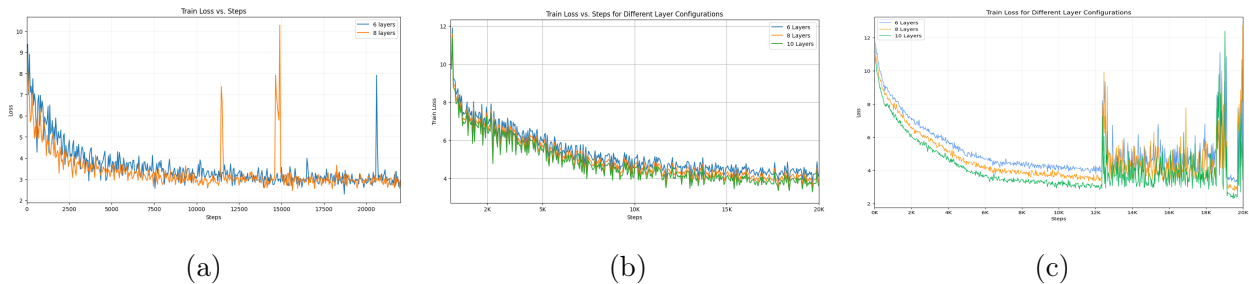 Train Loss vs. Steps
6 layers
8 layers
10
9
8
7
6
5
4
3
2
0
2500
5000
7500
10000
12500
15000
17500
20000
Loss
Steps
(a)
Train Loss vs. Steps for Different Layer Configurations
6 Layers
8 Layers
10 Layers
12
10
8
6
4
2K
5K
10K
15K
20K
Train Loss
Steps
(b)
Train Loss for Different Layer Configurations
6 Layers
8 Layers
10 Layers
12
10
8
6
4
2
0K
2K
4K
6K
8K
10K
12K
14K
16K
18K
20K
Loss
Steps
(c)